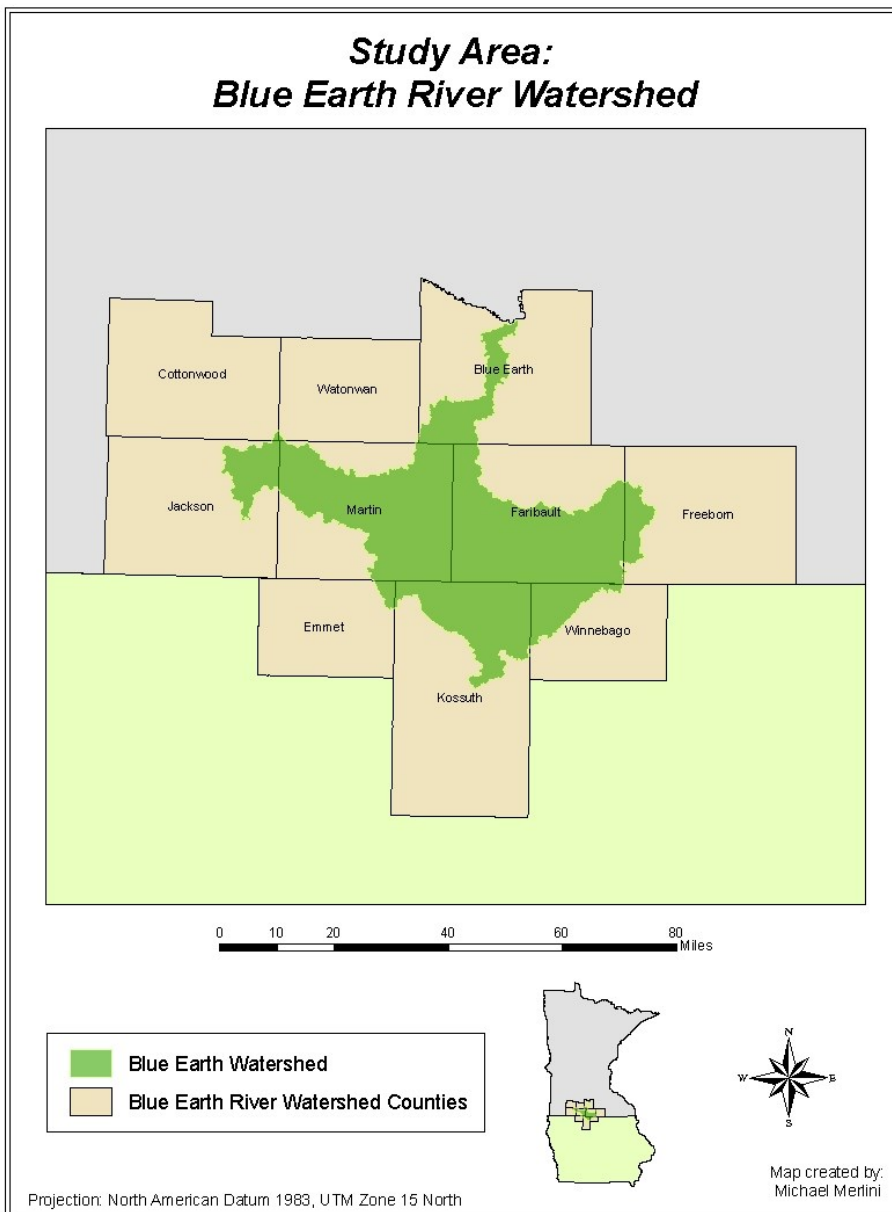 Study Area:
Blue Earth River Watershed
Cottonwood
Watonwan
Blue Earth
Jackson
Martin
Faribault
Freeborn
Emmet
Winnebago
Kossuth
0 10 20 40 60 80
Miles
Blue Earth Watershed
Blue Earth River Watershed Counties
N
W E
S
Map created by:
Michael Merlini
Projection: North American Datum 1983, UTM Zone 15 North